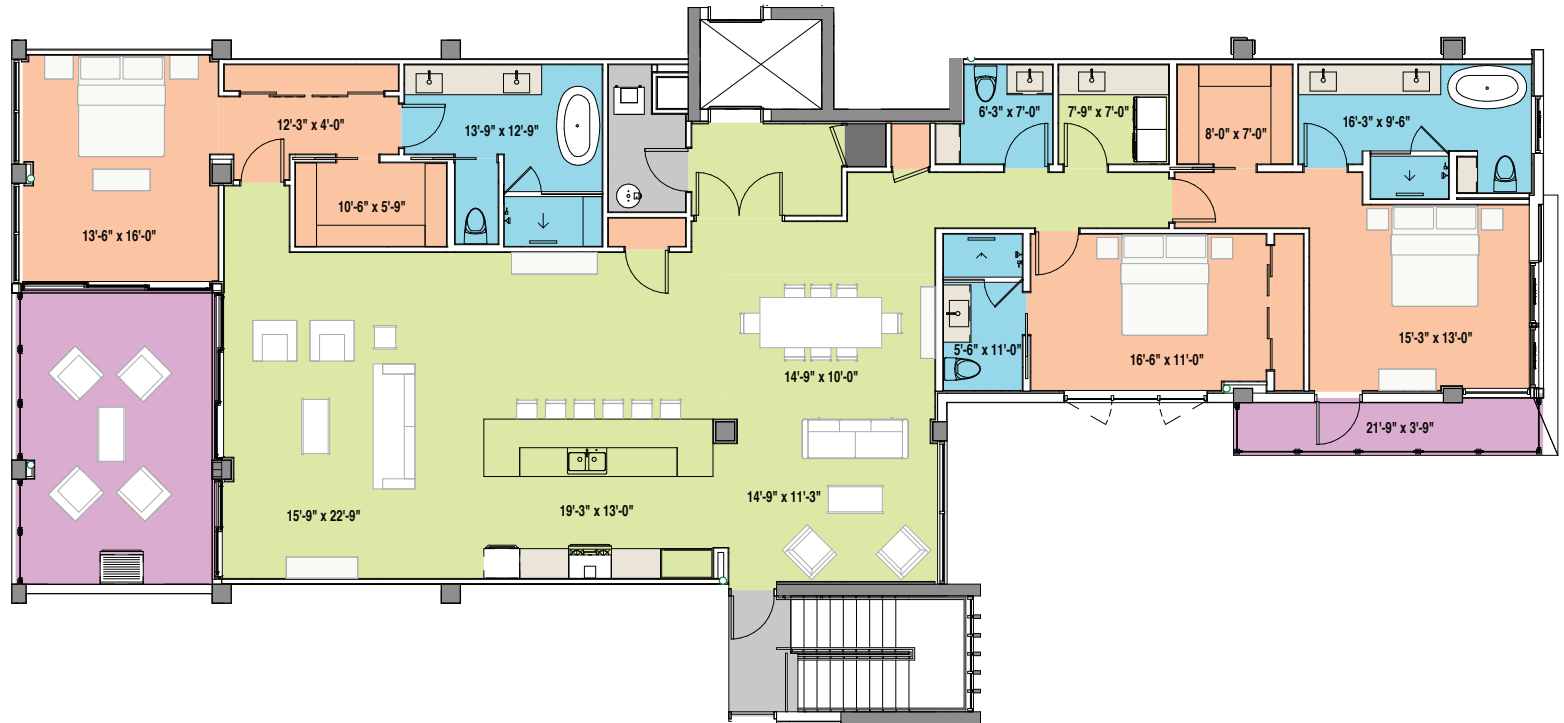 6'-3" x 7'-0"
7'-9" x 7'-0"
12'-3" x 4'-0"
13'-9" x 12'-9"
8'-0" x 7'-0"
16'-3" x 9'-6"
10'-6" x 5'-9"
13'-6" x 16'-0"
15'-3" x 13'-0"
5'-6" x 11'-0"
16'-6" x 11'-0"
14'-9" x 10'-0"
21'-9" x 3'-9"
14'-9" x 11'-3"
15'-9" x 22'-9"
19'-3" x 13'-0"